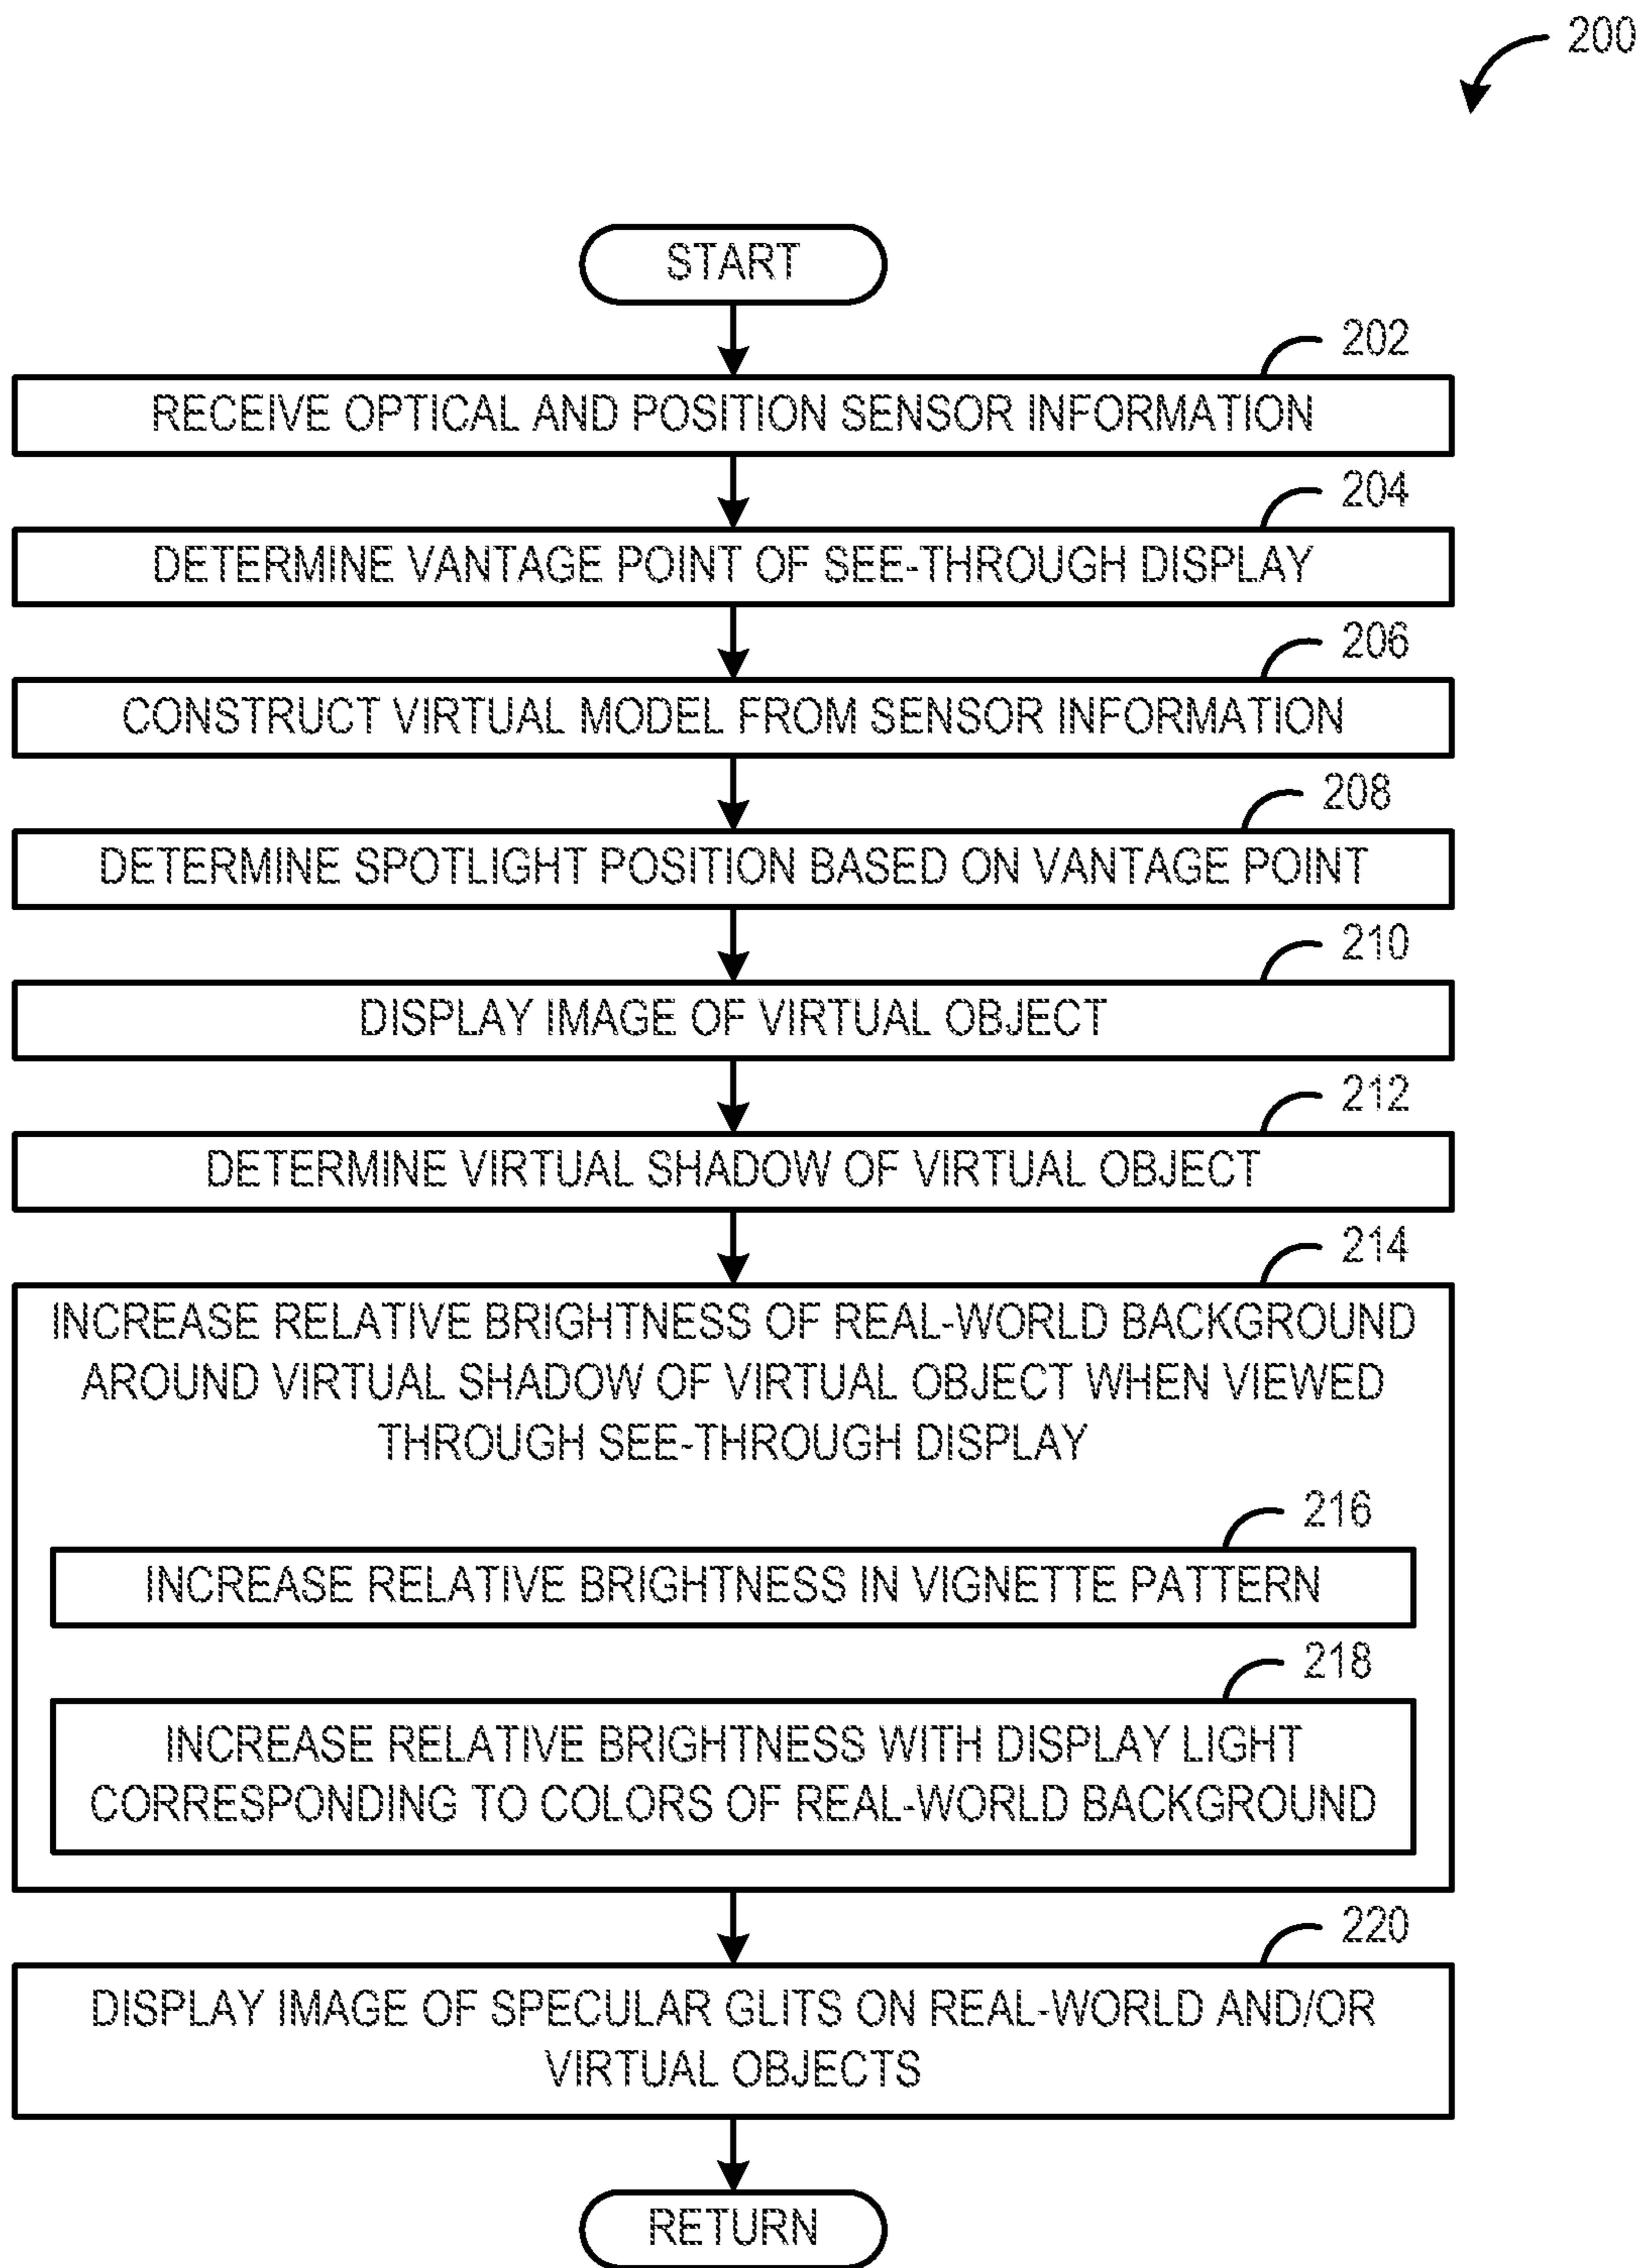 200
START
202
RECEIVE OPTICAL AND POSITION SENSOR INFORMATION
204
DETERMINE VANTAGE POINT OF SEE-THROUGH DISPLAY
206
CONSTRUCT VIRTUAL MODEL FROM SENSOR INFORMATION
208
DETERMINE SPOTLIGHT POSITION BASED ON VANTAGE POINT
210
DISPLAY IMAGE OF VIRTUAL OBJECT
212
DETERMINE VIRTUAL SHADOW OF VIRTUAL OBJECT
214
INCREASE RELATIVE BRIGHTNESS OF REAL-WORLD BACKGROUND
AROUND VIRTUAL SHADOW OF VIRTUAL OBJECT WHEN VIEWED
THROUGH SEE-THROUGH DISPLAY
216
INCREASE RELATIVE BRIGHTNESS IN VIGNETTE PATTERN
218
INCREASE RELATIVE BRIGHTNESS WITH DISPLAY LIGHT
CORRESPONDING TO COLORS OF REAL-WORLD BACKGROUND
220
DISPLAY IMAGE OF SPECULAR GLITS ON REAL-WORLD AND/OR
VIRTUAL OBJECTS
RETURN